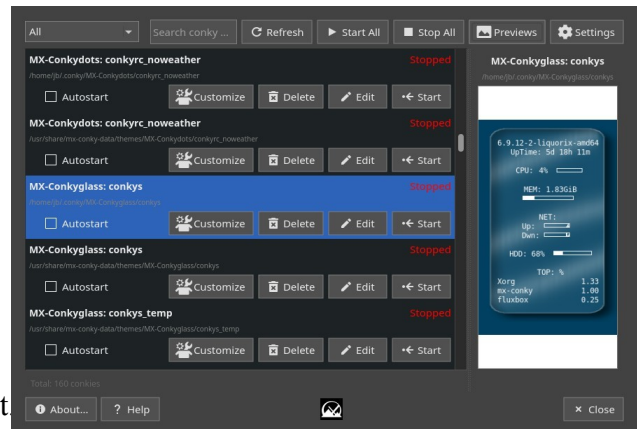 All
Search conky ...
Refresh
Start All
Stop All
Previews
Settings
MX-Conkydots: conkyrc_noweather
Stopped
/home/jb/.conky/MX-Conkydots/conkyrc_noweather
Autostart
Customize
Delete
Edit
Start
MX-Conkydots: conkyrc_noweather
Stopped
/usr/share/mx-conky-data/themes/MX-Conkydots/conkyrc_noweather
Autostart
Customize
Delete
Edit
Start
MX-Conkyglass: conkys
Stopped
/home/jb/.conky/MX-Conkyglass/conkys
Autostart
Customize
Delete
Edit
Start
MX-Conkyglass: conkys
Stopped
/usr/share/mx-conky-data/themes/MX-Conkyglass/conkys
Autostart
Customize
Delete
Edit
Start
MX-Conkyglass: conkys_temp
Stopped
/usr/share/mx-conky-data/themes/MX-Conkyglass/conkys_temp
Autostart
Customize
Delete
Edit
Start
Total: 160 conkies
MX-Conkyglass: conkys
/home/jb/.conky/MX-Conkyglass/conkys
6.9.12-2-liquorix-amd64
UpTime: 5d 18h 11m
CPU: 4%
MEM: 1.83GiB
NET:
Up:
Dwn:
HDD: 68%
TOP: %
Xorg 1.33
mx-conky 1.00
fluxbox 0.25
t.
About...
? Help
Close